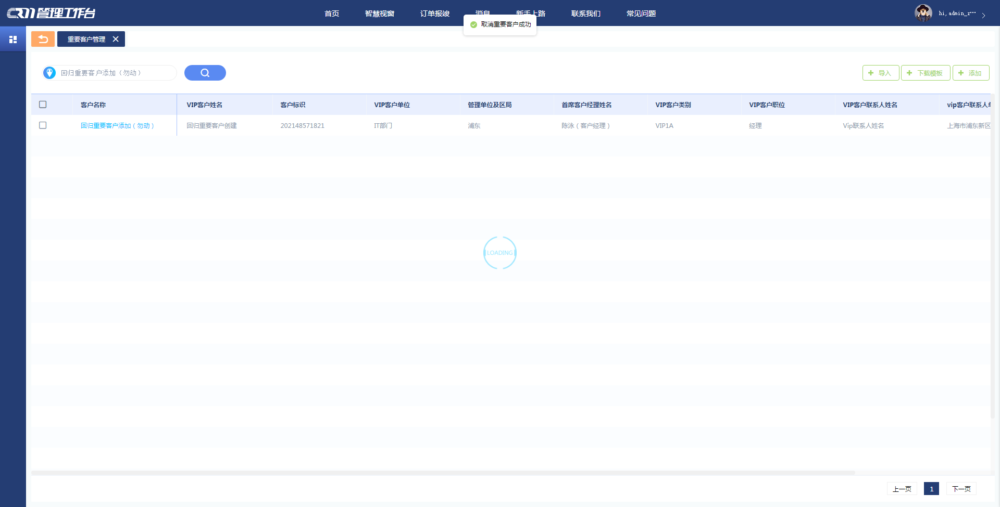 CRM管理工作台
首页 智慧视窗 订单报竣 消息 新手上路 联系我们 常见问题
hi,admin_z···
取消重要客户成功
重要客户管理
回归重要客户添加（勿动）
导入 下载模板 添加
客户名称 VIP客户姓名 客户标识 VIP客户单位 管理单位及区局 首席客户经理姓名 VIP客户类别 VIP客户职位 VIP客户联系人姓名 vip客户联系人单
回归重要客户添加（勿动） 回归重要客户创建 202148571821 IT部门 浦东 陈泳（客户经理） VIP1A 经理 Vip联系人姓名 上海市浦东新区
LOADING
上一页 1 下一页